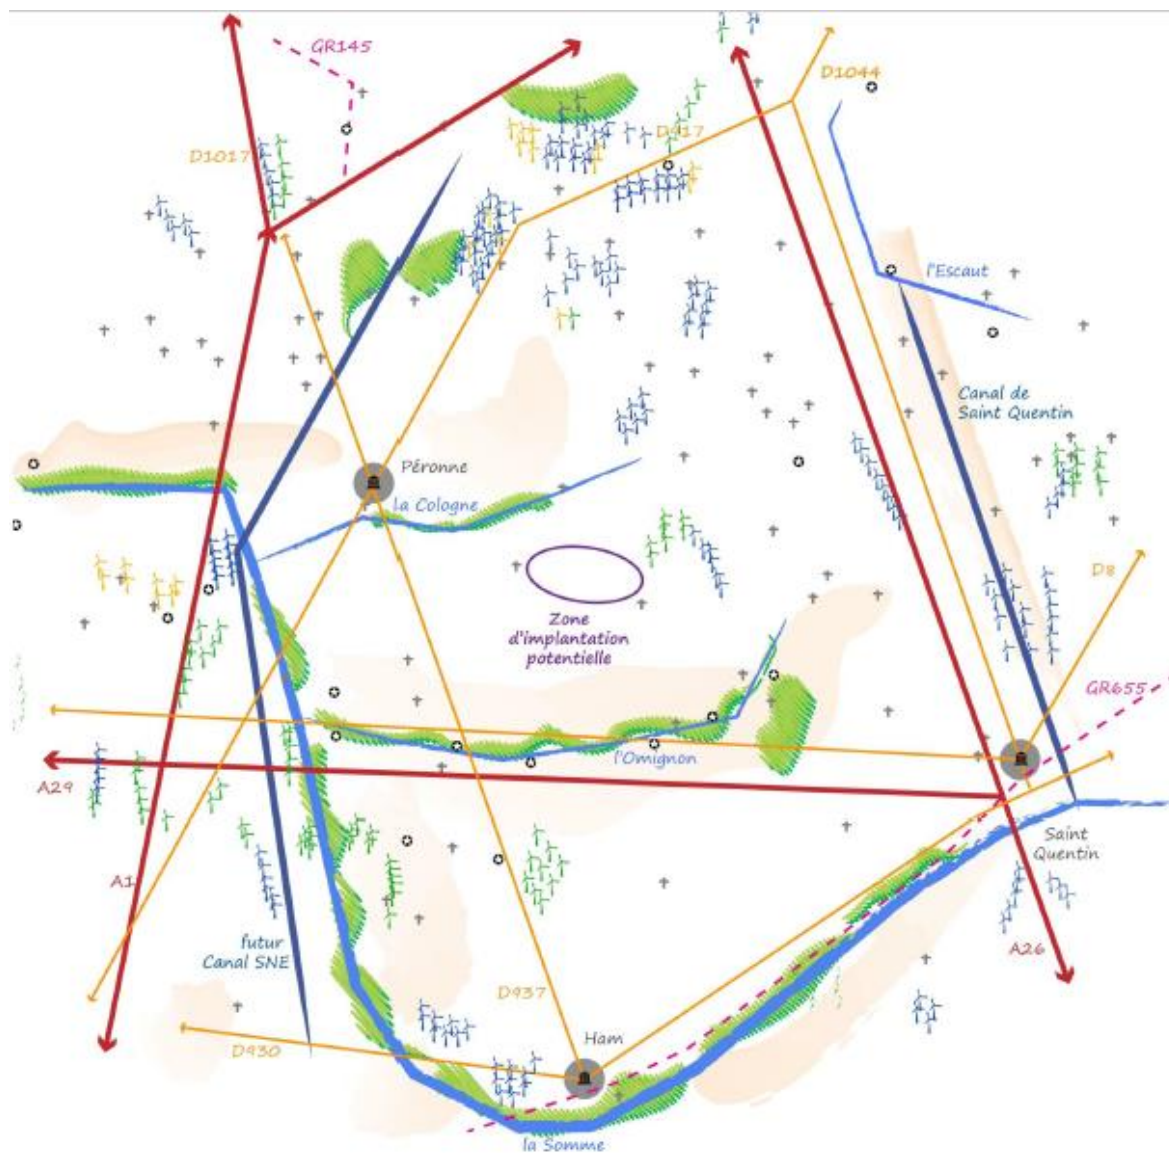 GR145
D1044
D917
D1017
l'Escaut
Canal de
Saint Quentin
Péronne
la Cologne
D8
Zone
d'implantation
potentielle
GR655
l'Omignon
A29
Saint
Quentin
A1
futur
Canal SNE
A26
D937
Ham
D930
la Somme